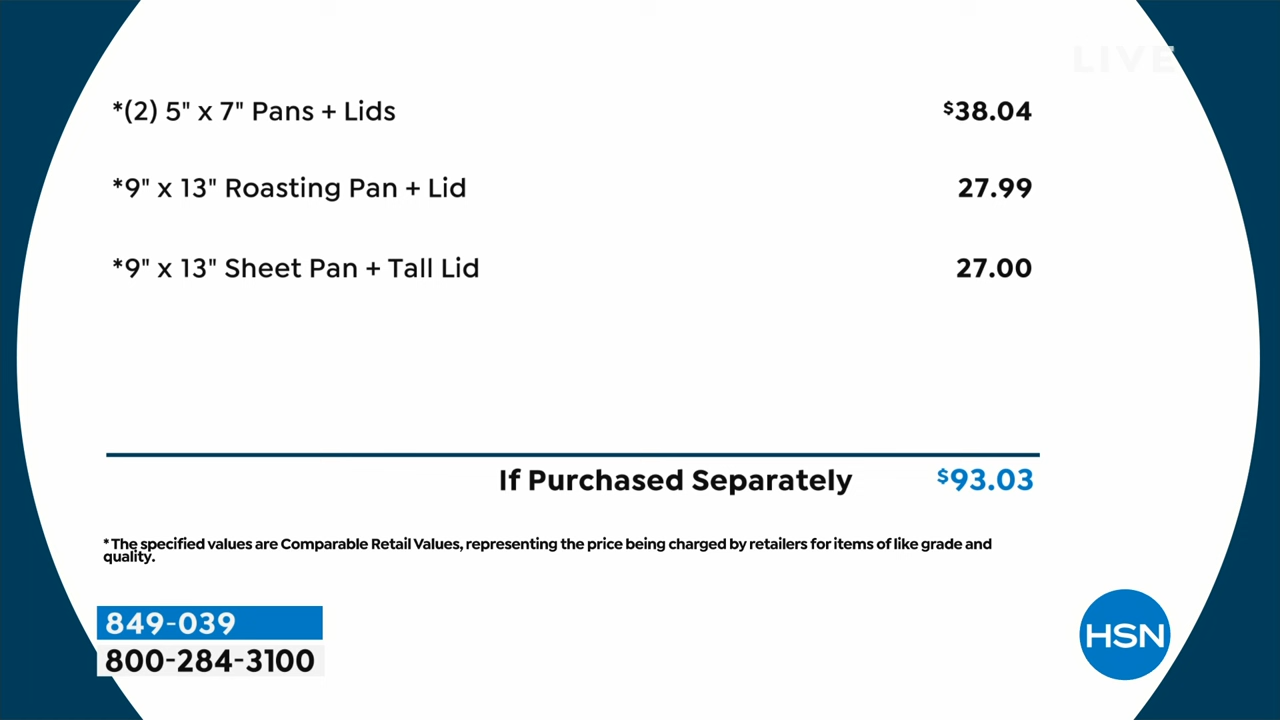 LIVE
*(2) 5" x 7" Pans + Lids $38.04
*9" x 13" Roasting Pan + Lid 27.99
*9" x 13" Sheet Pan + Tall Lid 27.00
If Purchased Separately $93.03
*The specified values are Comparable Retail Values, representing the price being charged by retailers for items of like grade and
quality.
849-039
800-284-3100
HSN